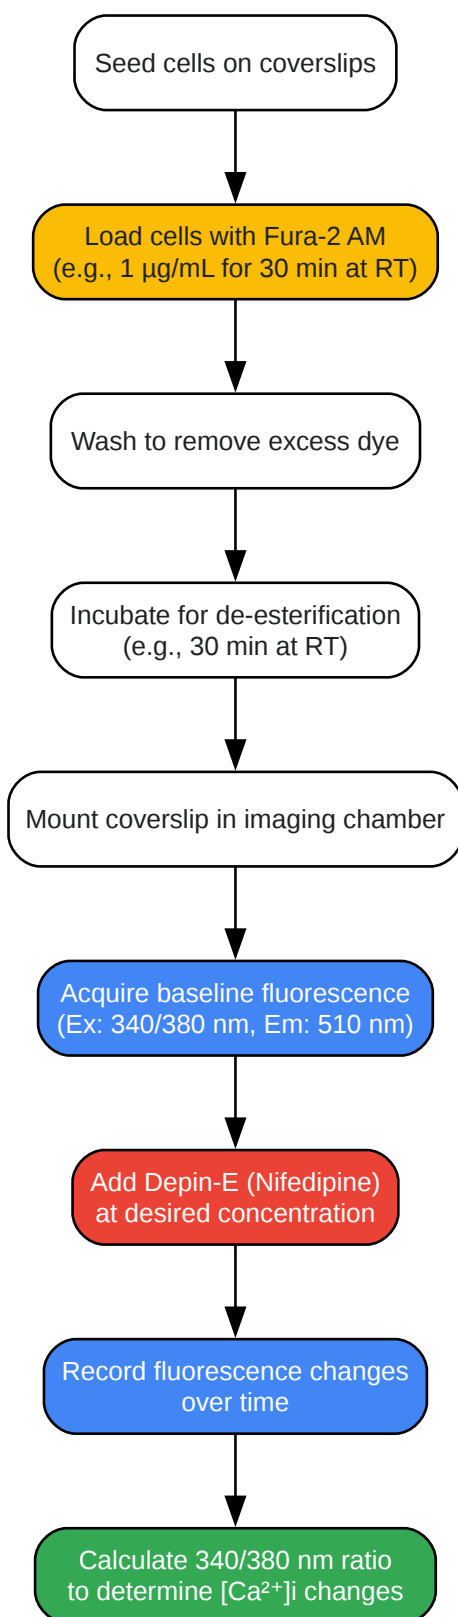 Seed cells on coverslips
Load cells with Fura-2 AM
(e.g., 1 µg/mL for 30 min at RT)
Wash to remove excess dye
Incubate for de-esterification
(e.g., 30 min at RT)
Mount coverslip in imaging chamber
Acquire baseline fluorescence
(Ex: 340/380 nm, Em: 510 nm)
Add Depin-E (Nifedipine)
at desired concentration
Record fluorescence changes
over time
Calculate 340/380 nm ratio
to determine [Ca²⁺]i changes